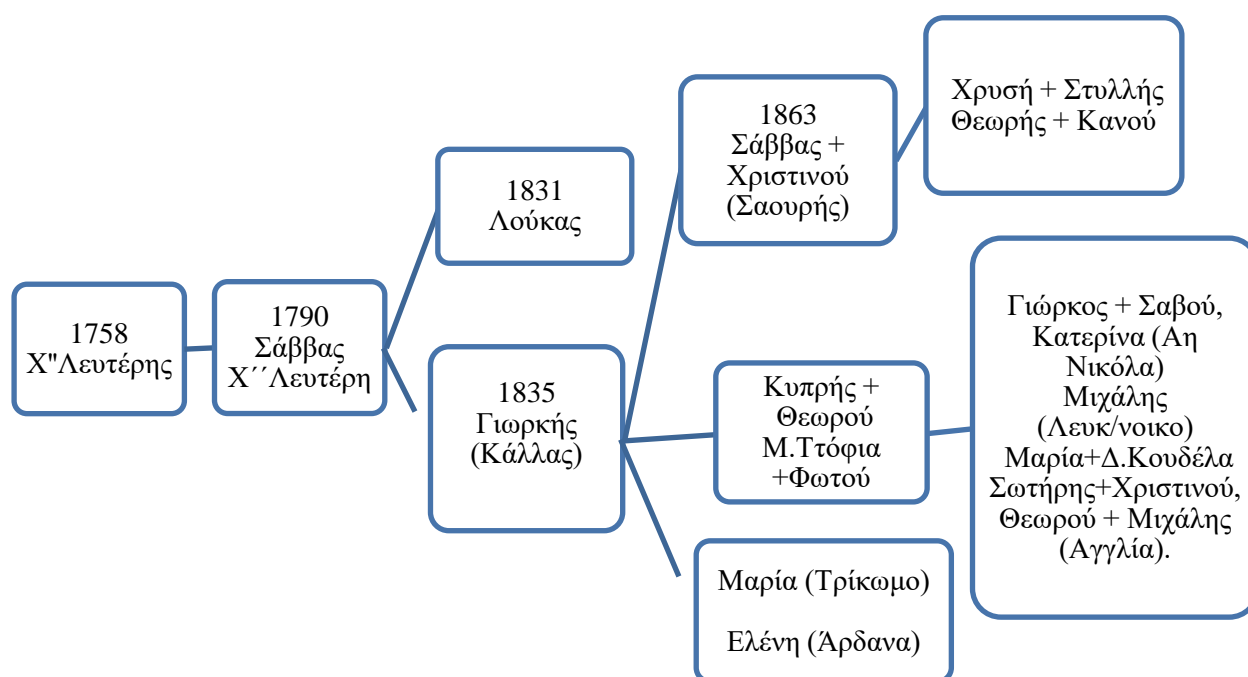 1758
Χ"Λευτέρης
1790
Σάββας
Χ΄΄Λευτέρη
1831
Λούκας
1835
Γιωρκής
(Κάλλας)
1863
Σάββας +
Χριστινού
(Σαουρής)
Χρυσή + Στυλλής
Θεωρής + Κανού
Κυπρής +
Θεωρού
Μ.Ττόφια
+Φωτού
Γιώρκος + Σαβού,
Κατερίνα (Αη
Νικόλα)
Μιχάλης
(Λευκ/νοικο)
Μαρία+Δ.Κουδέλα
Σωτήρης+Χριστινού,
Θεωρού + Μιχάλης
(Αγγλία).
Μαρία (Τρίκωμο)
Ελένη (Άρδανα)